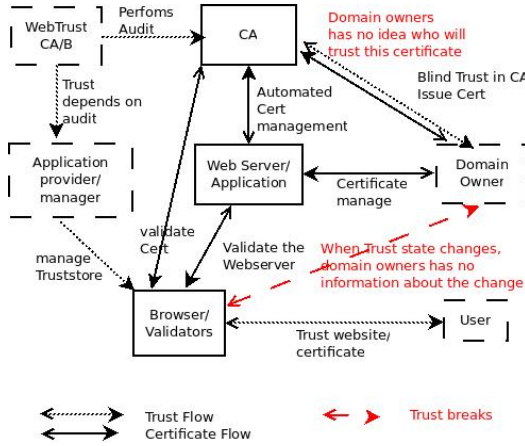 WebTrust
CA/B
Perfoms
Audit
CA
Domain owners
has no idea who will
trust this certificate
Blind Trust in CA
Issue Cert
Trust
depends on
audit
Automated
Cert
management
Application
provider/
manager
Web Server/
Application
Certificate
manage
Domain
Owner
validate
Cert
Validate the
Webserver
When Trust state changes,
domain owners has no
information about the change
manage
Truststore
Browser/
Validators
Trust website/
certificate
User
Trust Flow
Certificate Flow
Trust breaks